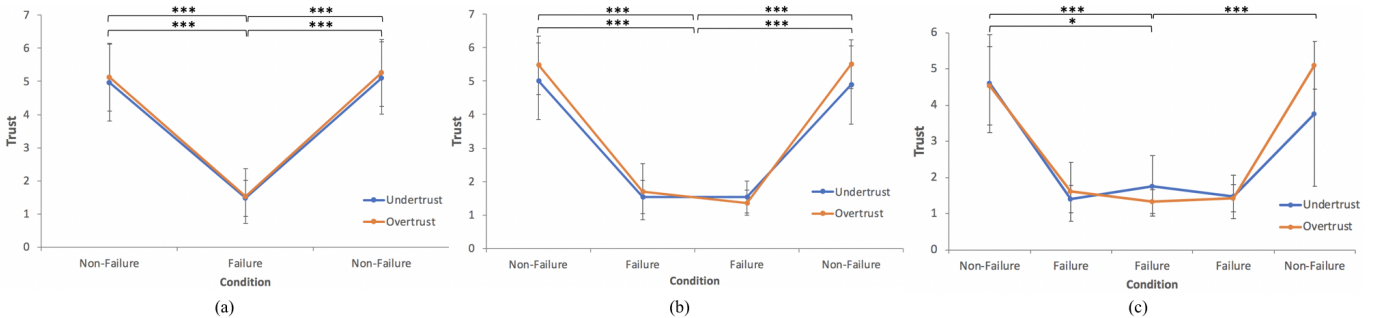 *** ***
*** ***
7
6
5
4
3
2
1
0
Trust
Undertrust
Overtrust
Non-Failure Failure Non-Failure
Condition
(a)
*** ***
*** ***
7
6
5
4
3
2
1
0
Trust
Undertrust
Overtrust
Non-Failure Failure Failure Non-Failure
Condition
(b)
*** ***
*
6
5
4
3
2
1
0
Trust
Undertrust
Overtrust
Non-Failure Failure Failure Failure Non-Failure
Condition
(c)